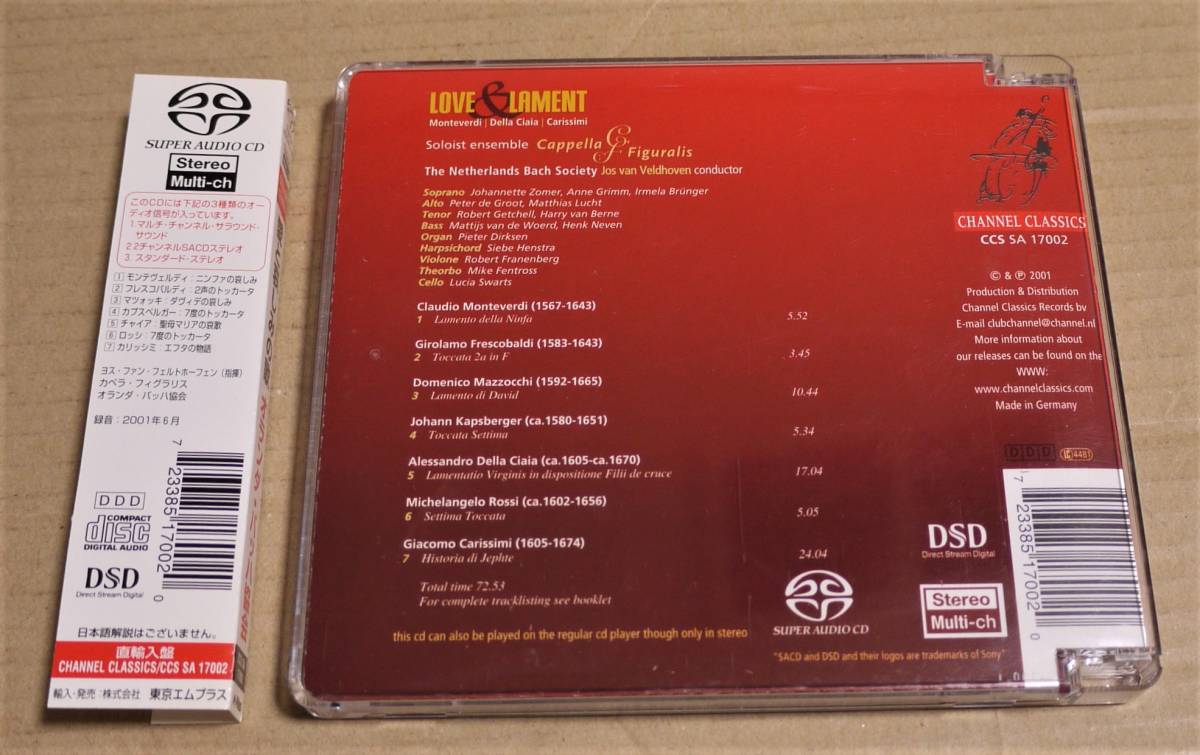 SUPER AUDIO CD
Stereo
Multi-ch
このCDには下記の3種類のオー
ディオ信号が入っています。
1.マルチ・チャンネル・サラウンド・
サウンド
2.2チャンネルSACDステレオ
3.スタンダード・ステレオ
1 モンテヴェルディ:ニンファの哀しみ
2 フレスコバルディ:2声のトッカータ
3 マツォッキ:ダヴィデの哀しみ
4 カプスベルガー:7度のトッカータ
5 チャイア:聖母マリアの哀歌
6 ロッシ:7度のトッカータ
7 カリッシミ:エフタの物語
ヨス・ファン・フェルトホーフェン(指揮)
カペラ・フィグラリス
オランダ・バッハ協会
録音:2001年6月
7 23385 17002 0
DDD
COMPACT
disc
DIGITAL AUDIO
DSD
Direct Stream Digital
日本語解説はございません。
直輸入盤
CHANNEL CLASSICS/CCS SA 17002
輸入・発売:株式会社 東京エムプラス
LOVE & LAMENT
Monteverdi | Della Ciaia | Carissimi
Soloist ensemble Cappella Figuralis
The Netherlands Bach Society Jos van Veldhoven conductor
Soprano Johannette Zomer, Anne Grimm, Irmela Brünger
Alto Peter de Groot, Matthias Lucht
Tenor Robert Getchell, Harry van Berne
Bass Mattijs van de Woerd, Henk Neven
Organ Pieter Dirksen
Harpsichord Siebe Henstra
Violone Robert Franenberg
Theorbo Mike Fentross
Cello Lucia Swarts
Claudio Monteverdi (1567-1643)
1 Lamento della Ninfa 5.52
Girolamo Frescobaldi (1583-1643)
2 Toccata 2a in F 3.45
Domenico Mazzocchi (1592-1665)
3 Lamento di David 10.44
Johann Kapsberger (ca.1580-1651)
4 Toccata Settima 5.34
Alessandro Della Ciaia (ca.1605-ca.1670)
5 Lamentatio Virginis in dispositione Filii de cruce 17.04
Michelangelo Rossi (ca.1602-1656)
6 Settima Toccata 5.05
Giacomo Carissimi (1605-1674)
7 Historia di Jephte 24.04
Total time 72.53
For complete tracklisting see booklet
this cd can also be played on the regular cd player though only in stereo
SUPER AUDIO CD
CHANNEL CLASSICS
CCS SA 17002
© & ℗ 2001
Production & Distribution
Channel Classics Records bv
E-mail clubchannel@channel.nl
More information about
our releases can be found on the
WWW:
www.channelclassics.com
Made in Germany
DDD LC 4481
7 23385 17002 0
DSD
Direct Stream Digital
Stereo
Multi-ch
"SACD and DSD and their logos are trademarks of Sony"